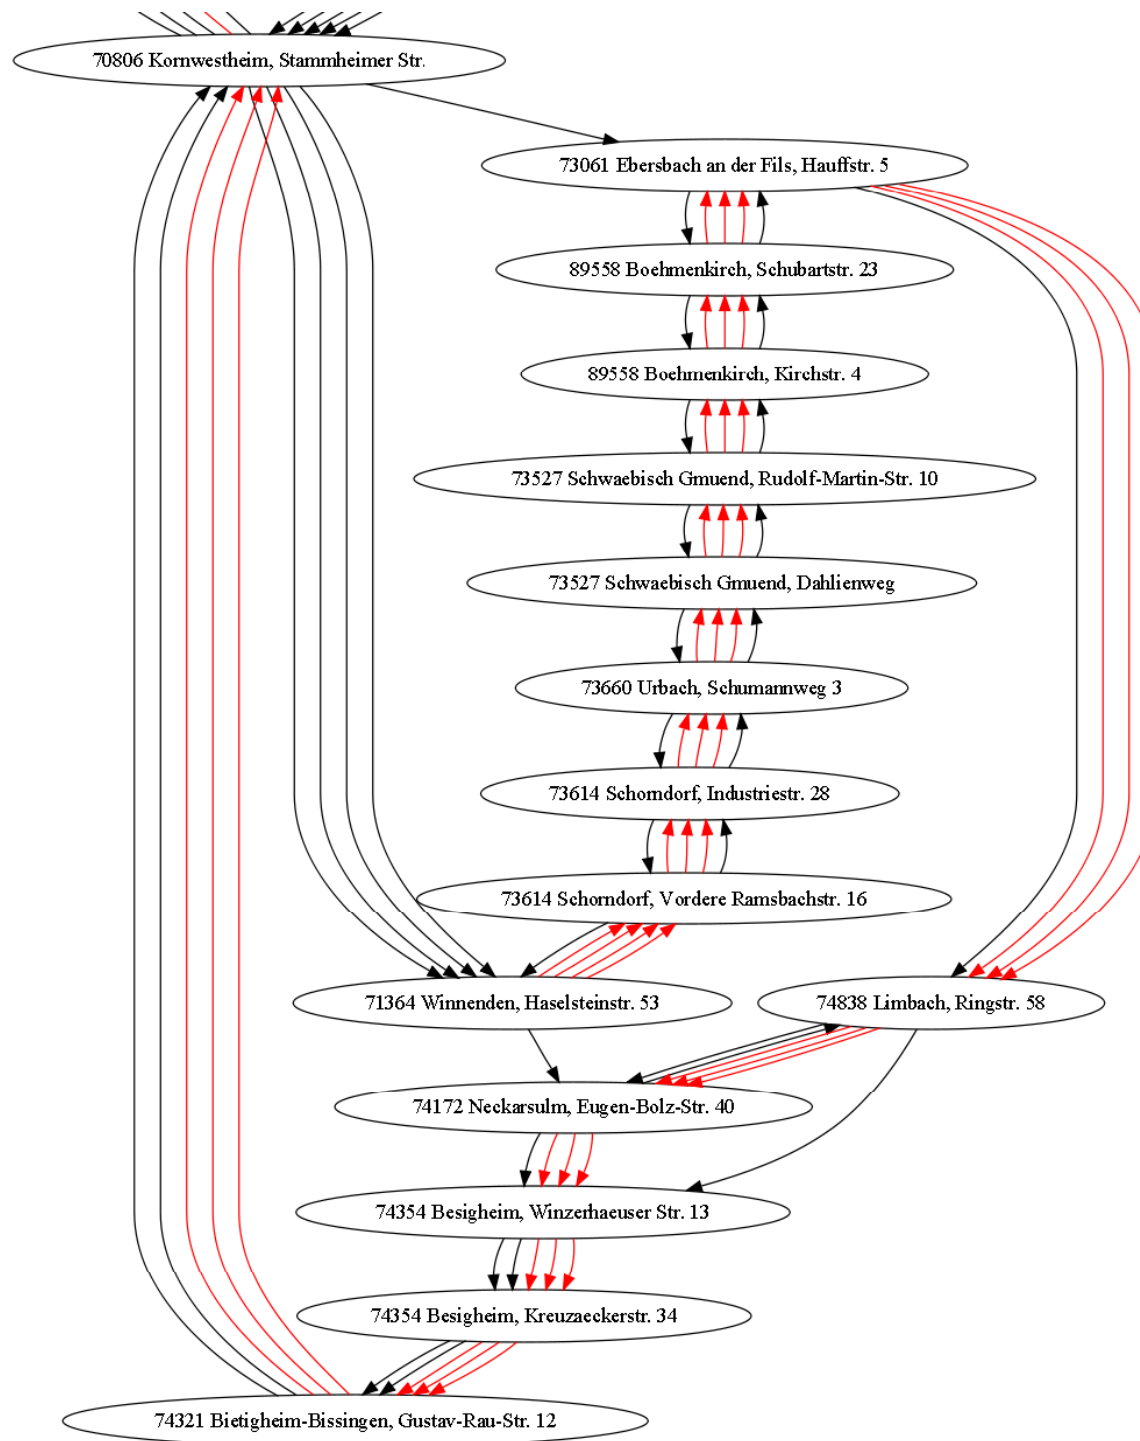 70806 Kornwestheim, Stammheimer Str.
73061 Ebersbach an der Fils, Hauffstr. 5
89558 Boehmenkirch, Schubartstr. 23
89558 Boehmenkirch, Kirchstr. 4
73527 Schwaebisch Gmuend, Rudolf-Martin-Str. 10
73527 Schwaebisch Gmuend, Dahlienweg
73660 Urbach, Schumannweg 3
73614 Schorndorf, Industriestr. 28
73614 Schorndorf, Vordere Ramsbachstr. 16
71364 Winnenden, Haselsteinstr. 53
74838 Limbach, Ringstr. 58
74172 Neckarsulm, Eugen-Bolz-Str. 40
74354 Besigheim, Winzerhaeuser Str. 13
74354 Besigheim, Kreuzaeckerstr. 34
74321 Bietigheim-Bissingen, Gustav-Rau-Str. 12